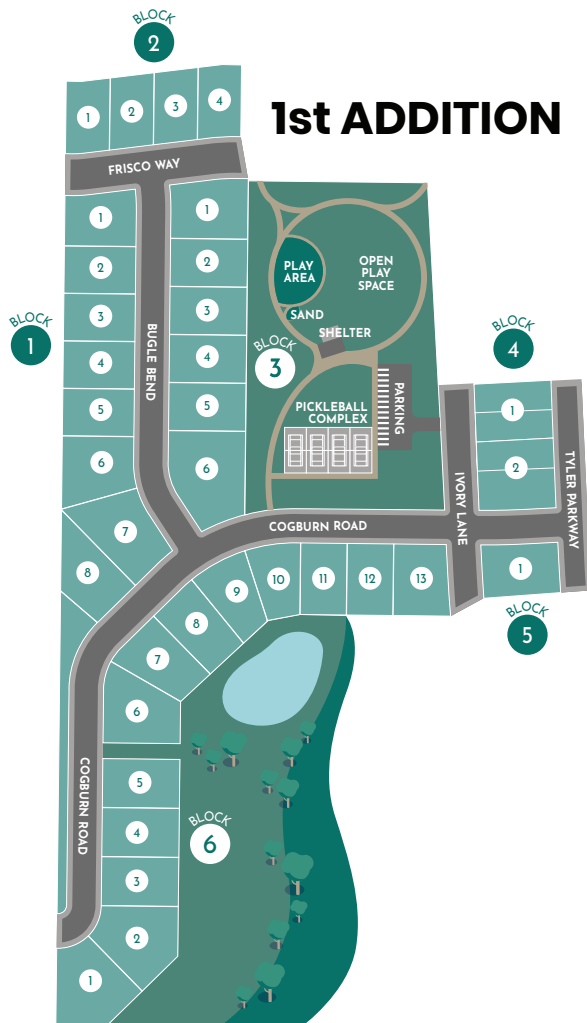 BLOCK
2
1st ADDITION
1
2
3
4
FRISCO WAY
1
2
3
4
5
6
7
8
BLOCK
1
BUGLE BEND
1
2
3
4
5
6
PLAY
AREA
OPEN
PLAY
SPACE
SAND
SHELTER
BLOCK
3
PICKLEBALL
COMPLEX
PARKING
BLOCK
4
1
2
IVORY LANE
TYLER PARKWAY
COGBURN ROAD
1
BLOCK
5
13
12
11
10
9
8
7
6
5
4
3
2
1
COGBURN ROAD
BLOCK
6